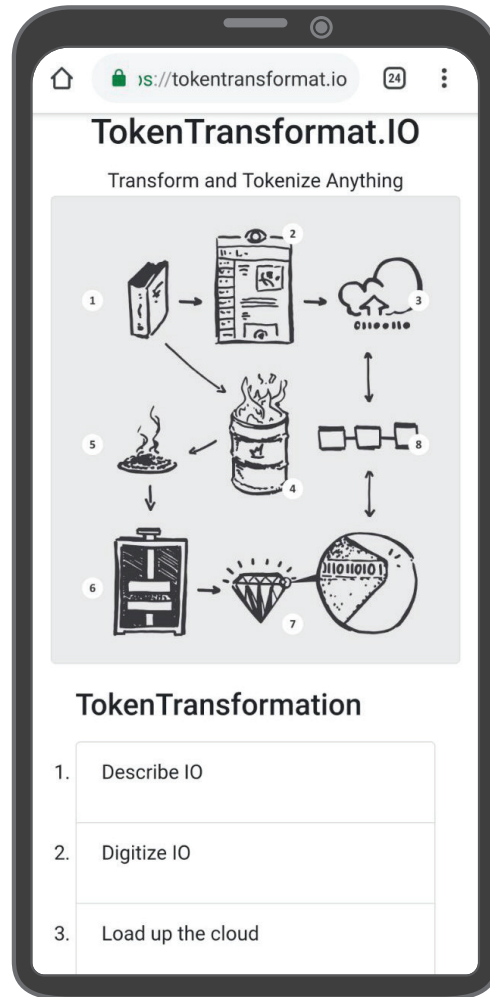 ps://tokentransformat.io
24
TokenTransformat.IO
Transform and Tokenize Anything
1
2
3
4
5
6
7
8
TokenTransformation
1. Describe IO
2. Digitize IO
3. Load up the cloud